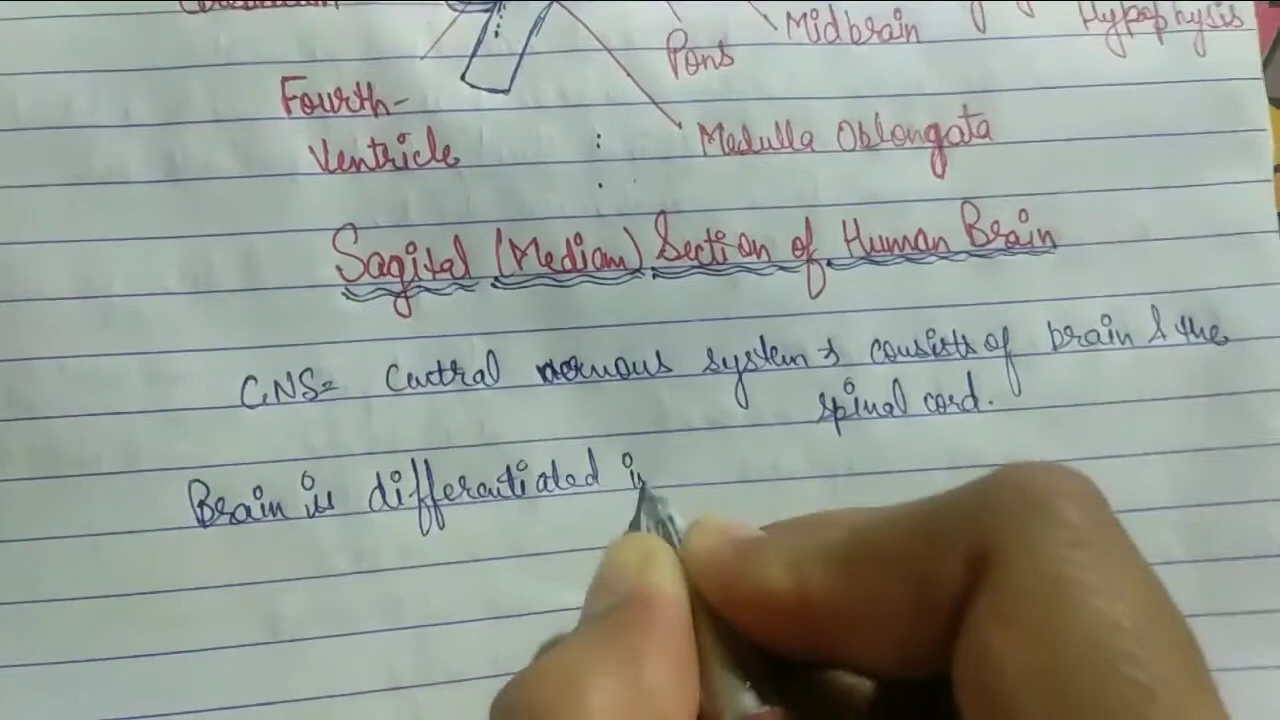 Midbrain
Hypophysis
Pons
Fourth-
Ventricle
Medulla Oblongata
Sagital (Median) Section of Human Brain
CNS= Central nervous system → consists of brain & the
spinal cord.
Brain is differentiated i